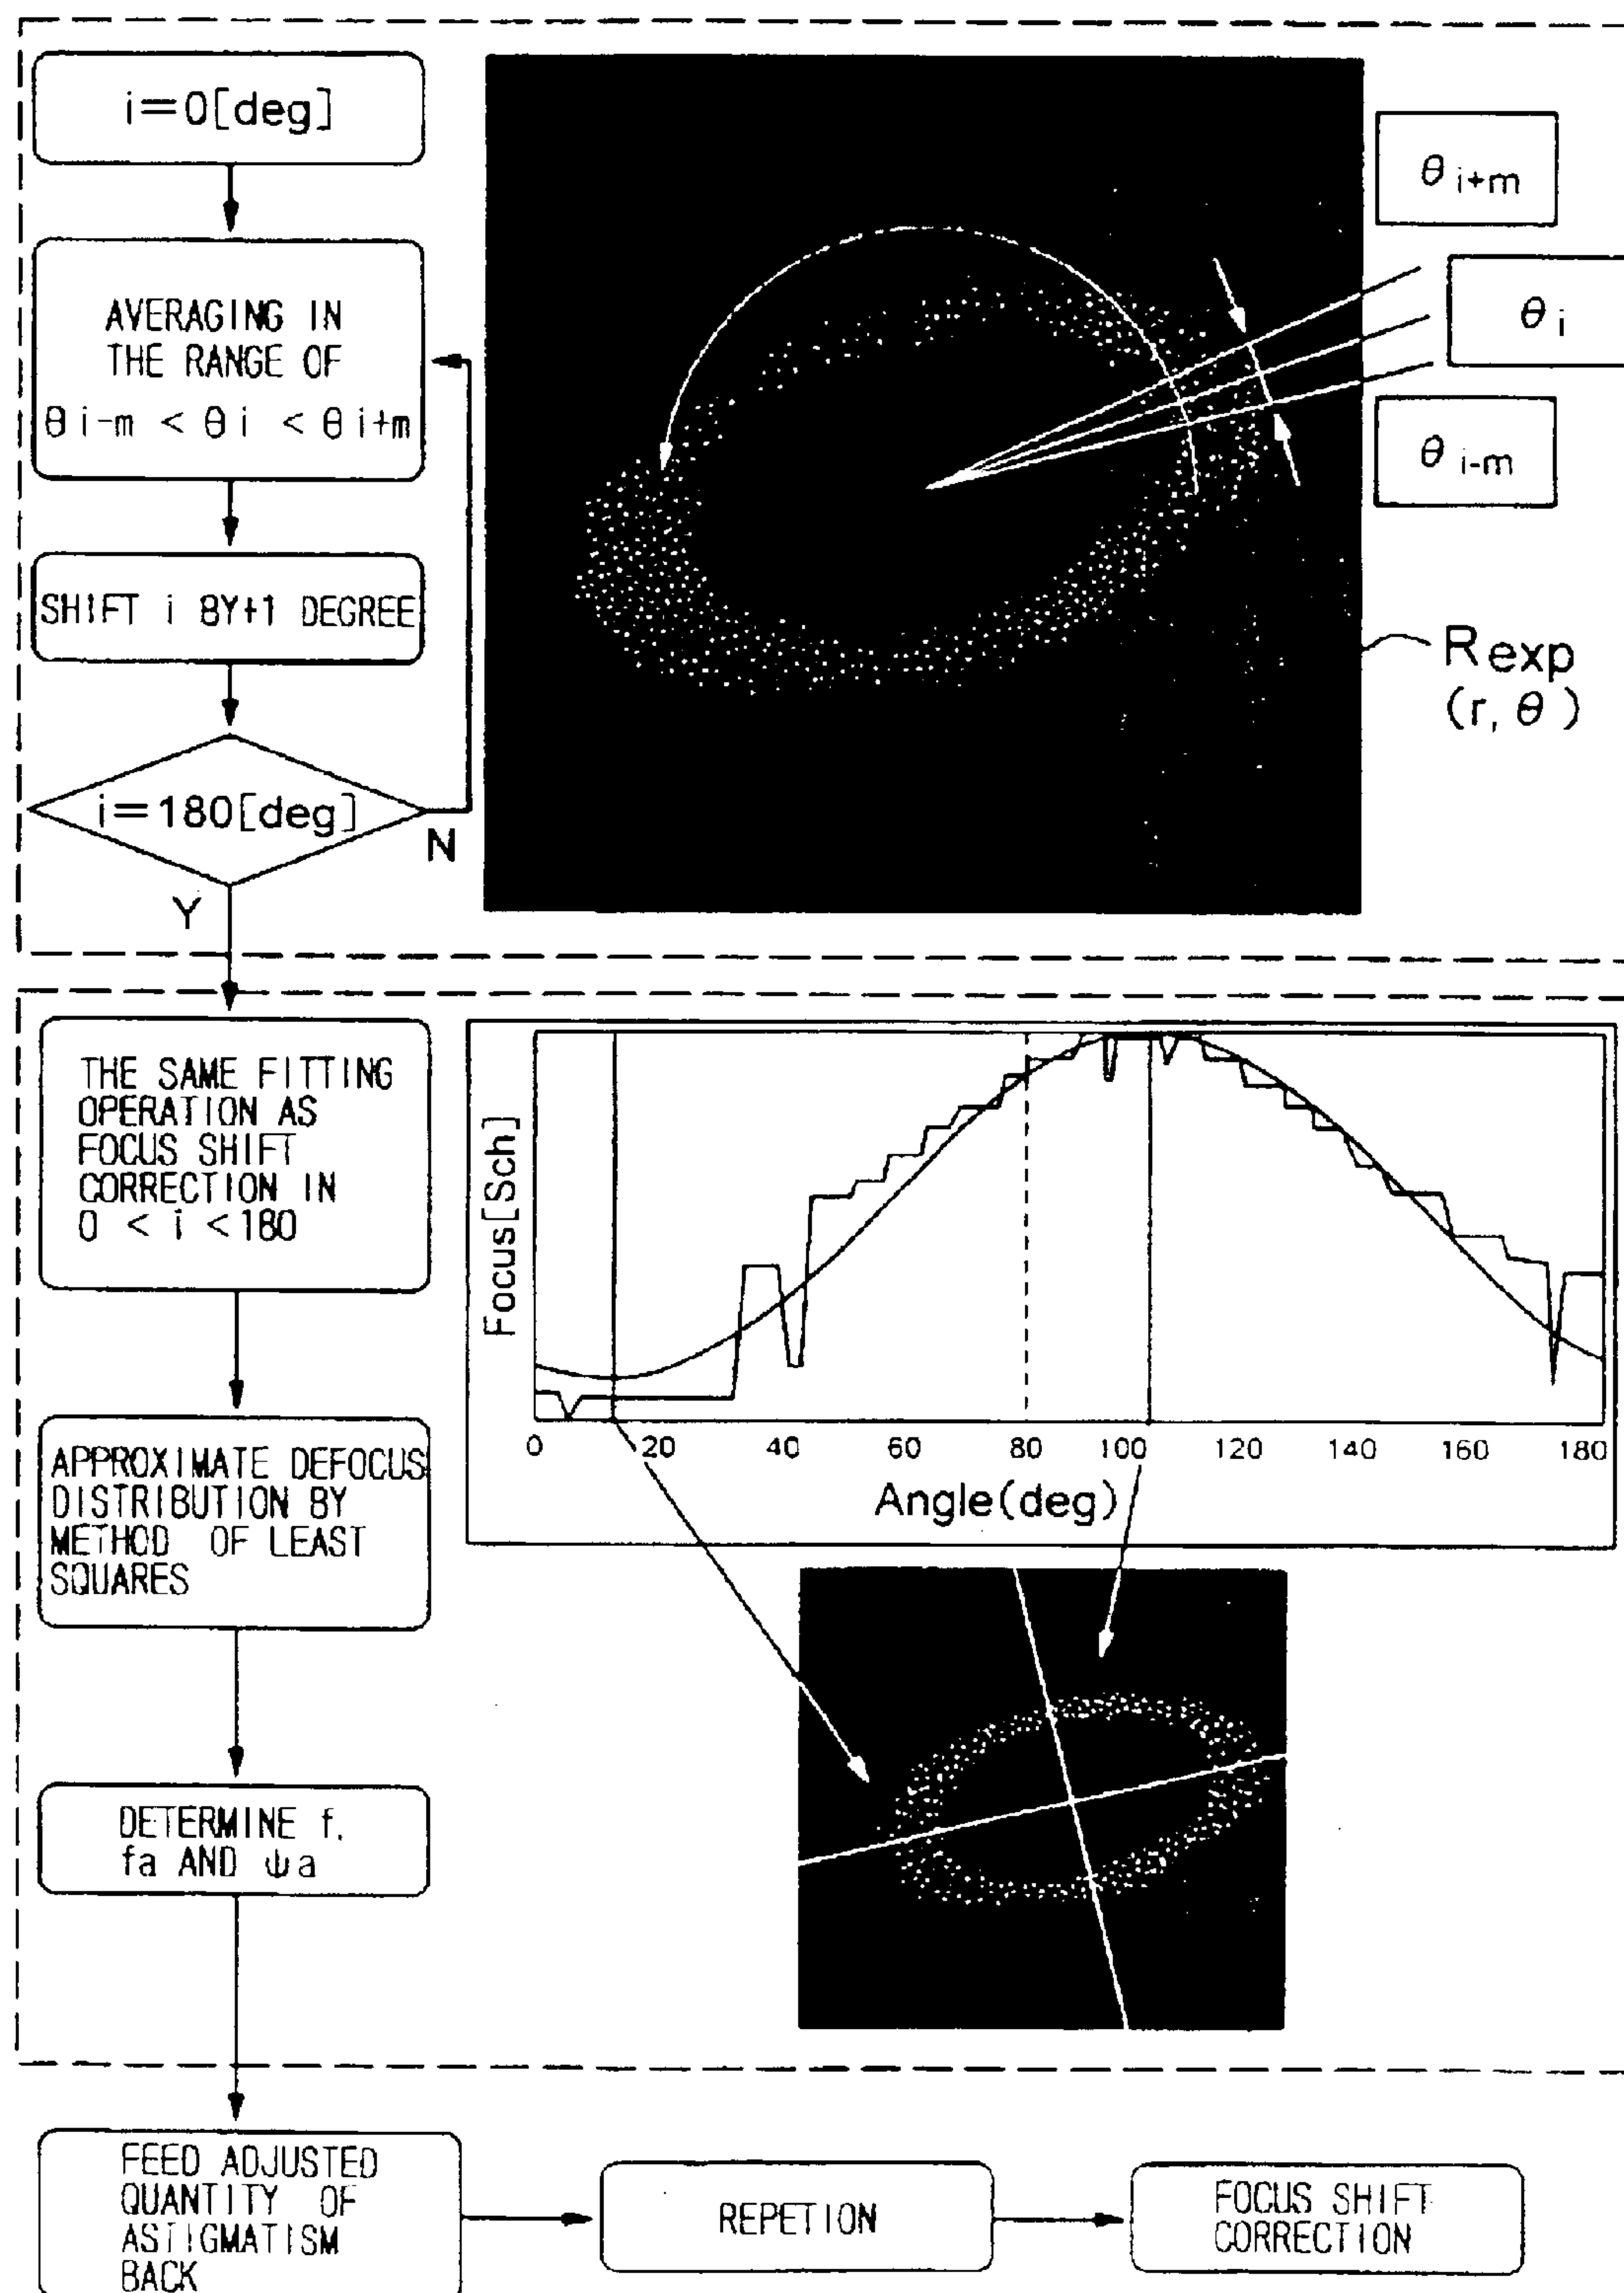 i=0[deg]
AVERAGING IN
THE RANGE OF
θ i-m < θ i < θ i+m
SHIFT i BY+1 DEGREE
i=180[deg]
N
Y
θ i+m
θ i
θ i-m
Rexp
(r, θ)
THE SAME FITTING
OPERATION AS
FOCUS SHIFT
CORRECTION IN
0 < i <180
Focus[Sch]
0 20 40 60 80 100 120 140 160 180
Angle(deg)
APPROXIMATE DEFOCUS
DISTRIBUTION BY
METHOD OF LEAST
SQUARES
DETERMINE f,
fa AND ψa
FEED ADJUSTED
QUANTITY OF
ASTIGMATISM
BACK
REPETION
FOCUS SHIFT
CORRECTION